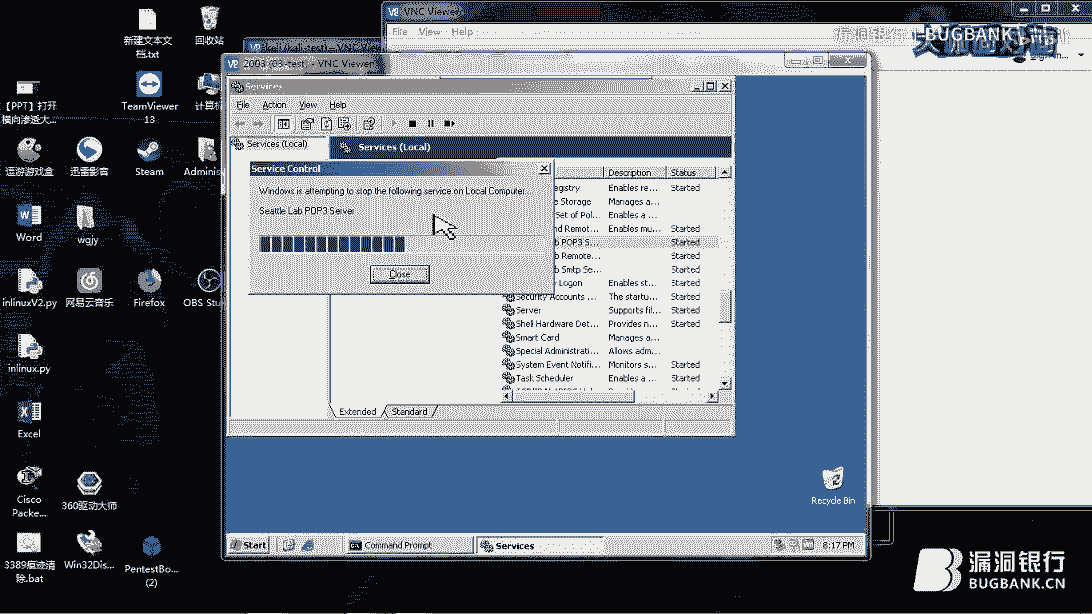 新建文本文
档.txt
回收站
【PPT】打开
横向渗透大...
TeamViewer
13
计算机
逗游游戏盒
迅雷影音
Steam
Adminis
Word
wgjy
inlinuxV2.py
网易云音乐
Firefox
OBS Stu
inlinux.py
Excel
Cisco
Packe...
360驱动大师
3389痕迹清
除.bat
Win32Dis...
PentestBo...
(2)
VNC Viewer
File View Help
漏洞银行
BUGBANK
VNC Viewer
Services
File Action View Help
Services (Local)
Services (Local)
Service Control
Windows is attempting to stop the following service on Local Computer...
Seattle Lab POP3 Server
Close
Description Status
egistry Enables re... Started
e Storage Manages a...
Set of Pol... Enables a ...
nd Remot... Enables mu... Started
b POP3 S... Started
b Remote... Started
b Smtp Se... Started
y Logon Enables st... Started
Security Accounts ... The startu... Started
Server Supports fil... Started
Shell Hardware Det... Provides n... Started
Smart Card Manages a...
Special Administrati... Allows adm...
System Event Notifi... Monitors s... Started
Task Scheduler Enables a ... Started
Extended Standard
Recycle Bin
Start Command Prompt Services 8:17 PM
漏洞银行
BUGBANK.CN